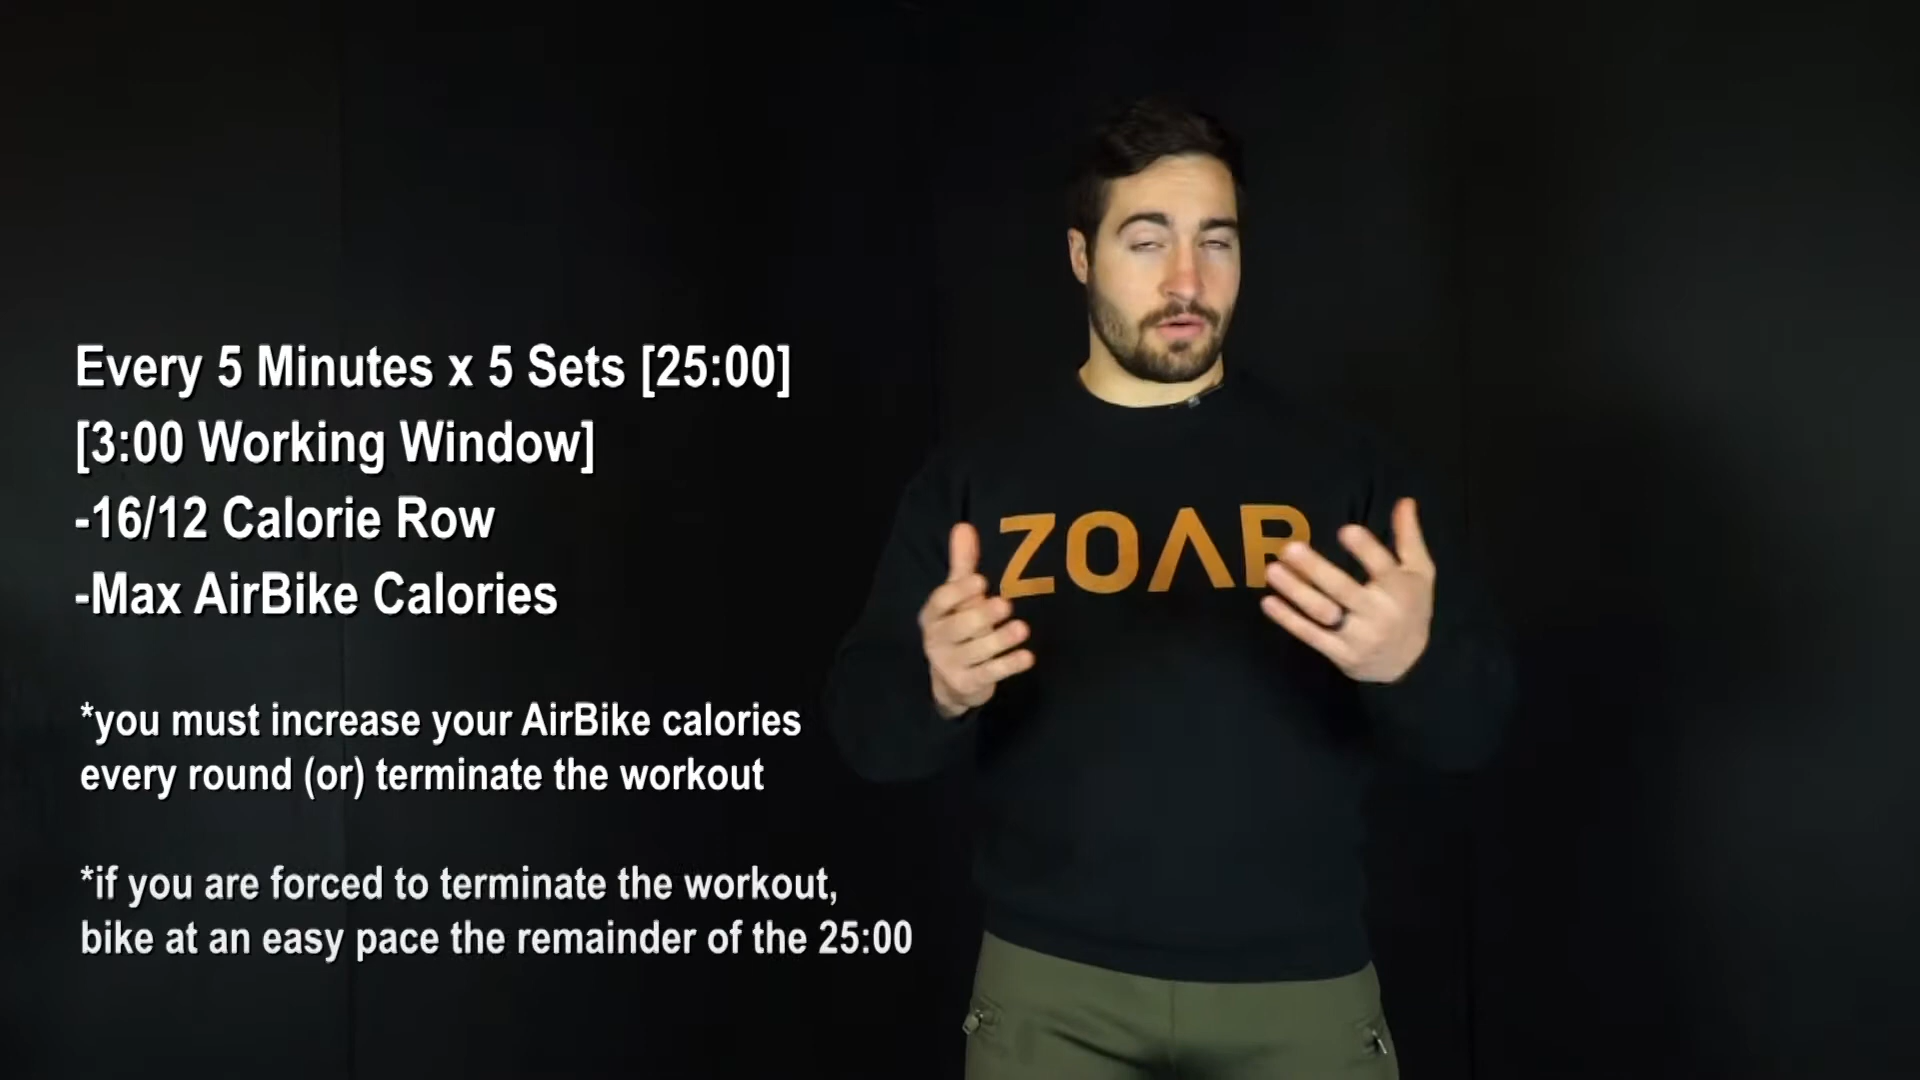 Every 5 Minutes x 5 Sets [25:00]
[3:00 Working Window]
-16/12 Calorie Row
-Max AirBike Calories
*you must increase your AirBike calories
every round (or) terminate the workout
*if you are forced to terminate the workout,
bike at an easy pace the remainder of the 25:00
ZOAR